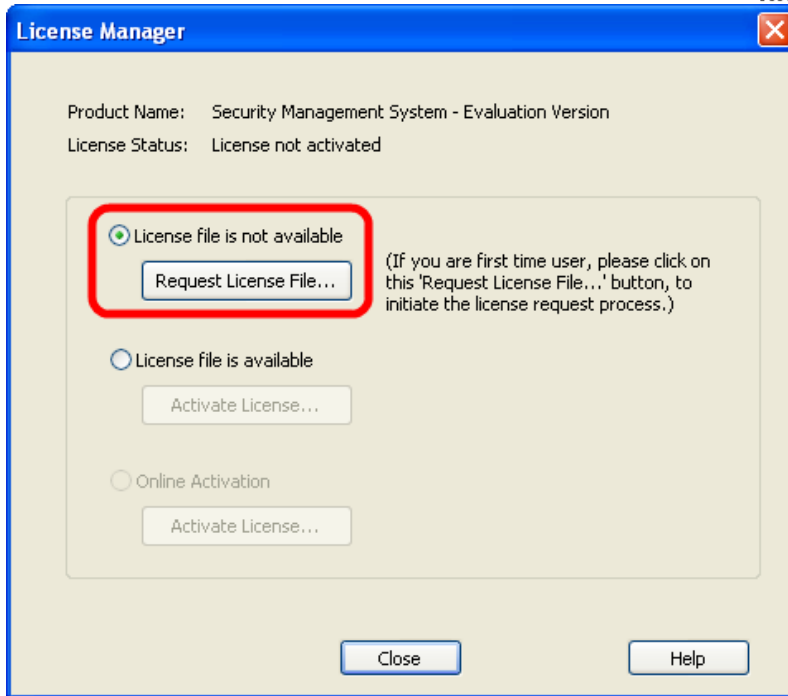 License Manager
Product Name: Security Management System - Evaluation Version
License Status: License not activated
License file is not available
Request License File...
(If you are first time user, please click on
this 'Request License File...' button, to
initiate the license request process.)
License file is available
Activate License...
Online Activation
Activate License...
Close Help